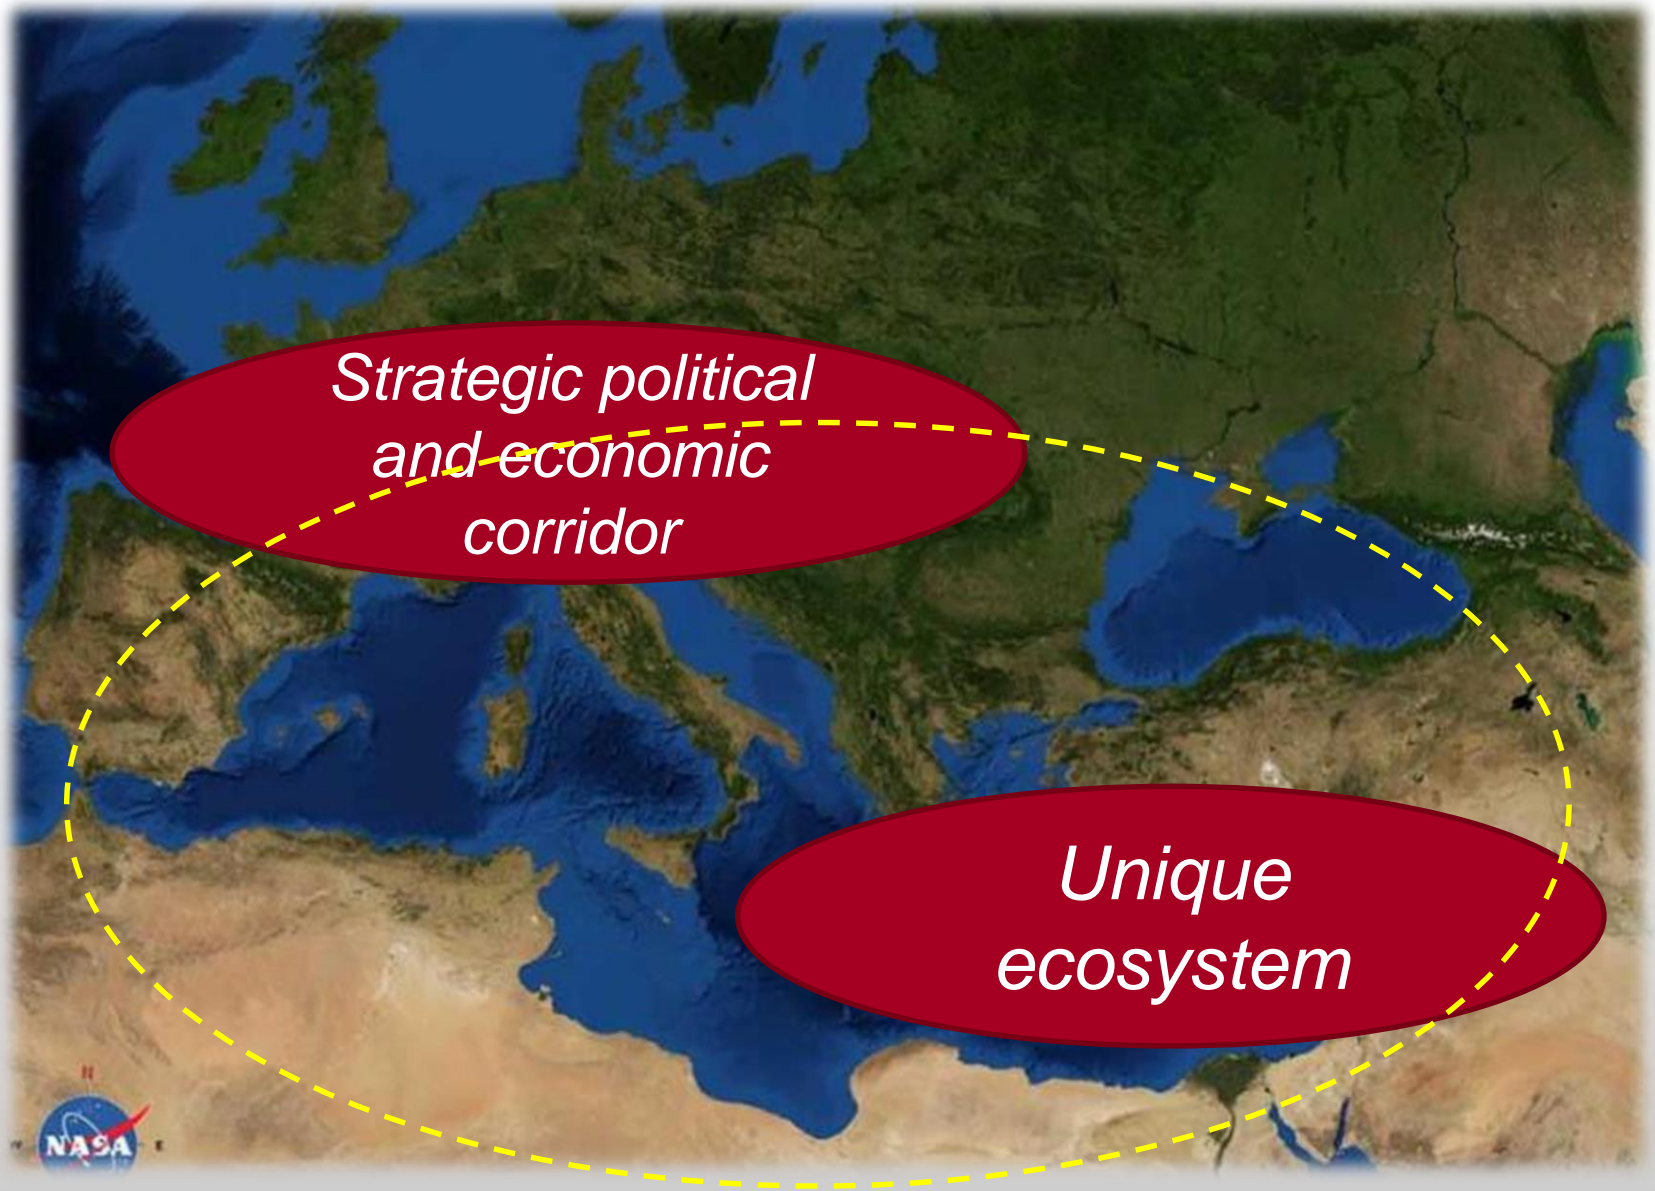 Strategic political
and economic
corridor
Unique
ecosystem
N
NASA
E